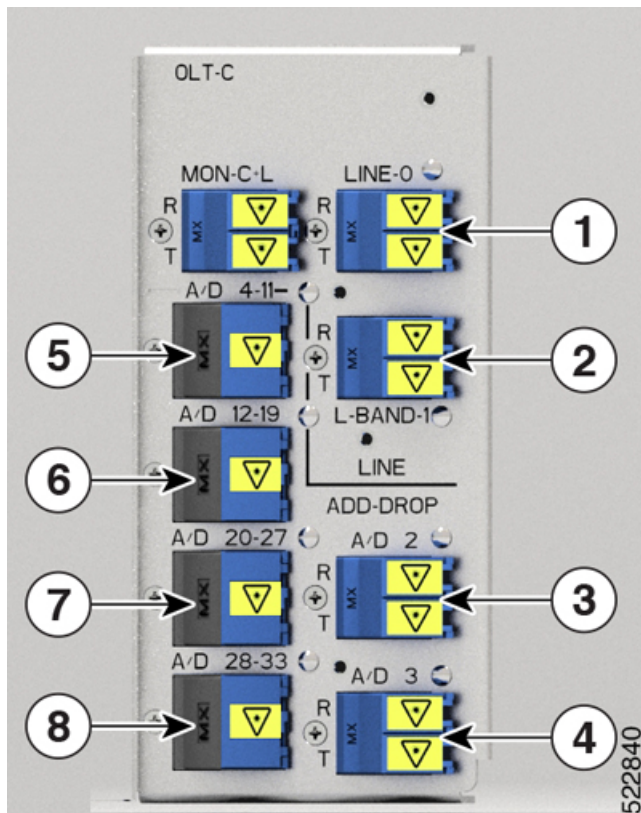 OLT-C
MON-C+L LINE-0
R R
MX MX
T T
1
A/D 4-11
R
5 MX MX 2
T
A/D 12-19 L-BAND-1
6 MX LINE
ADD-DROP
A/D 20-27 A/D 2
R
7 MX MX 3
T
A/D 28-33 A/D 3
R
8 MX MX 4
T
522840